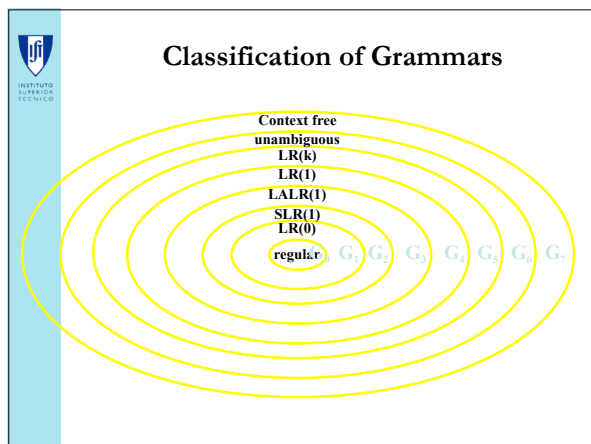 Classification of Grammars
INSTITUTO
SUPERIOR
TÉCNICO
Context free
unambiguous
LR(k)
LR(1)
LALR(1)
SLR(1)
LR(0)
regular G₀ G₁ G₂ G₃ G₄ G₅ G₆ G₇